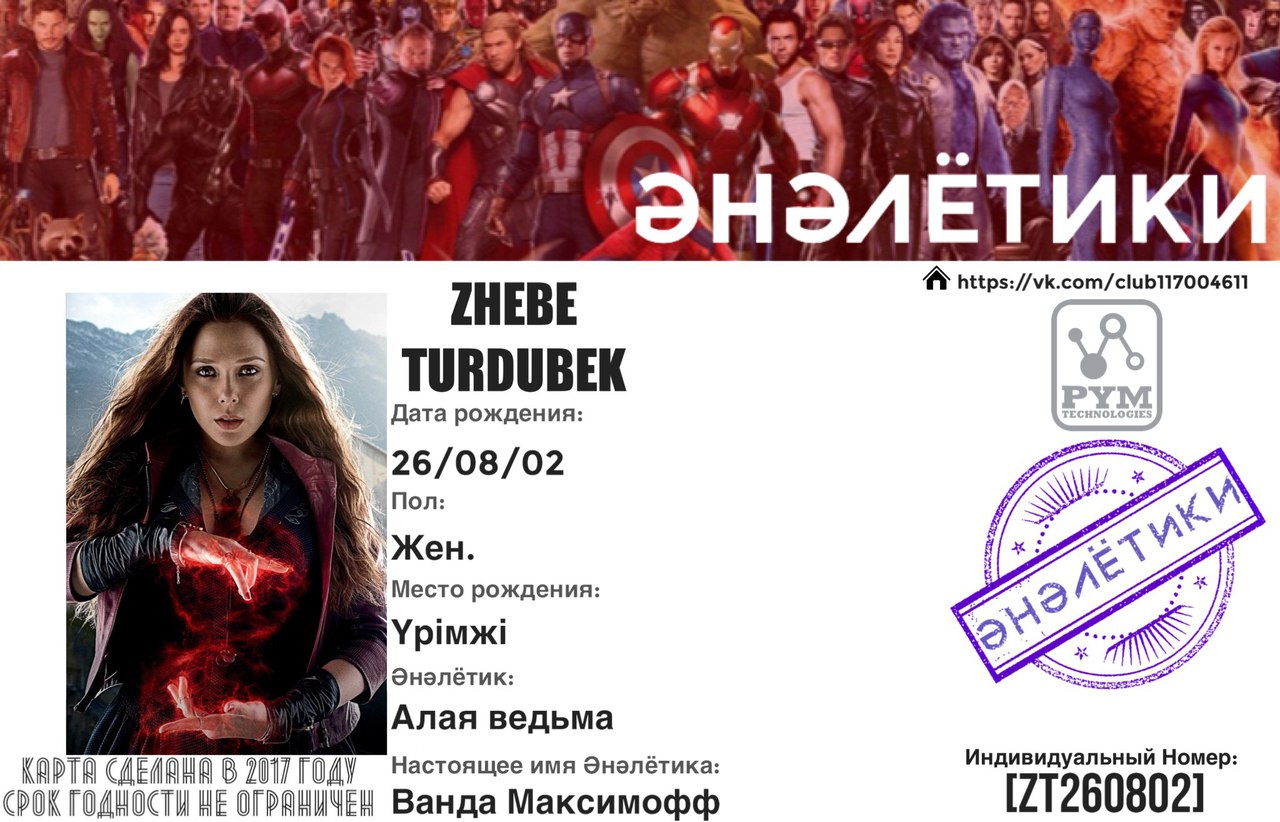 ӘНӘЛЁТИКИ
https://vk.com/club117004611
ZHEBE
TURDUBEK
Дата рождения:
26/08/02
Пол:
Жен.
Место рождения:
Үрімжі
Әнәлётик:
Алая ведьма
Настоящее имя Әнәлётика:
Ванда Максимофф
PYM
TECHNOLOGIES
ӘНӘЛЁТИКИ
КАРТА СДЕЛАНА В 2017 ГОДУ
СРОК ГОДНОСТИ НЕ ОГРАНИЧЕН
Индивидуальный Номер:
[ZT260802]